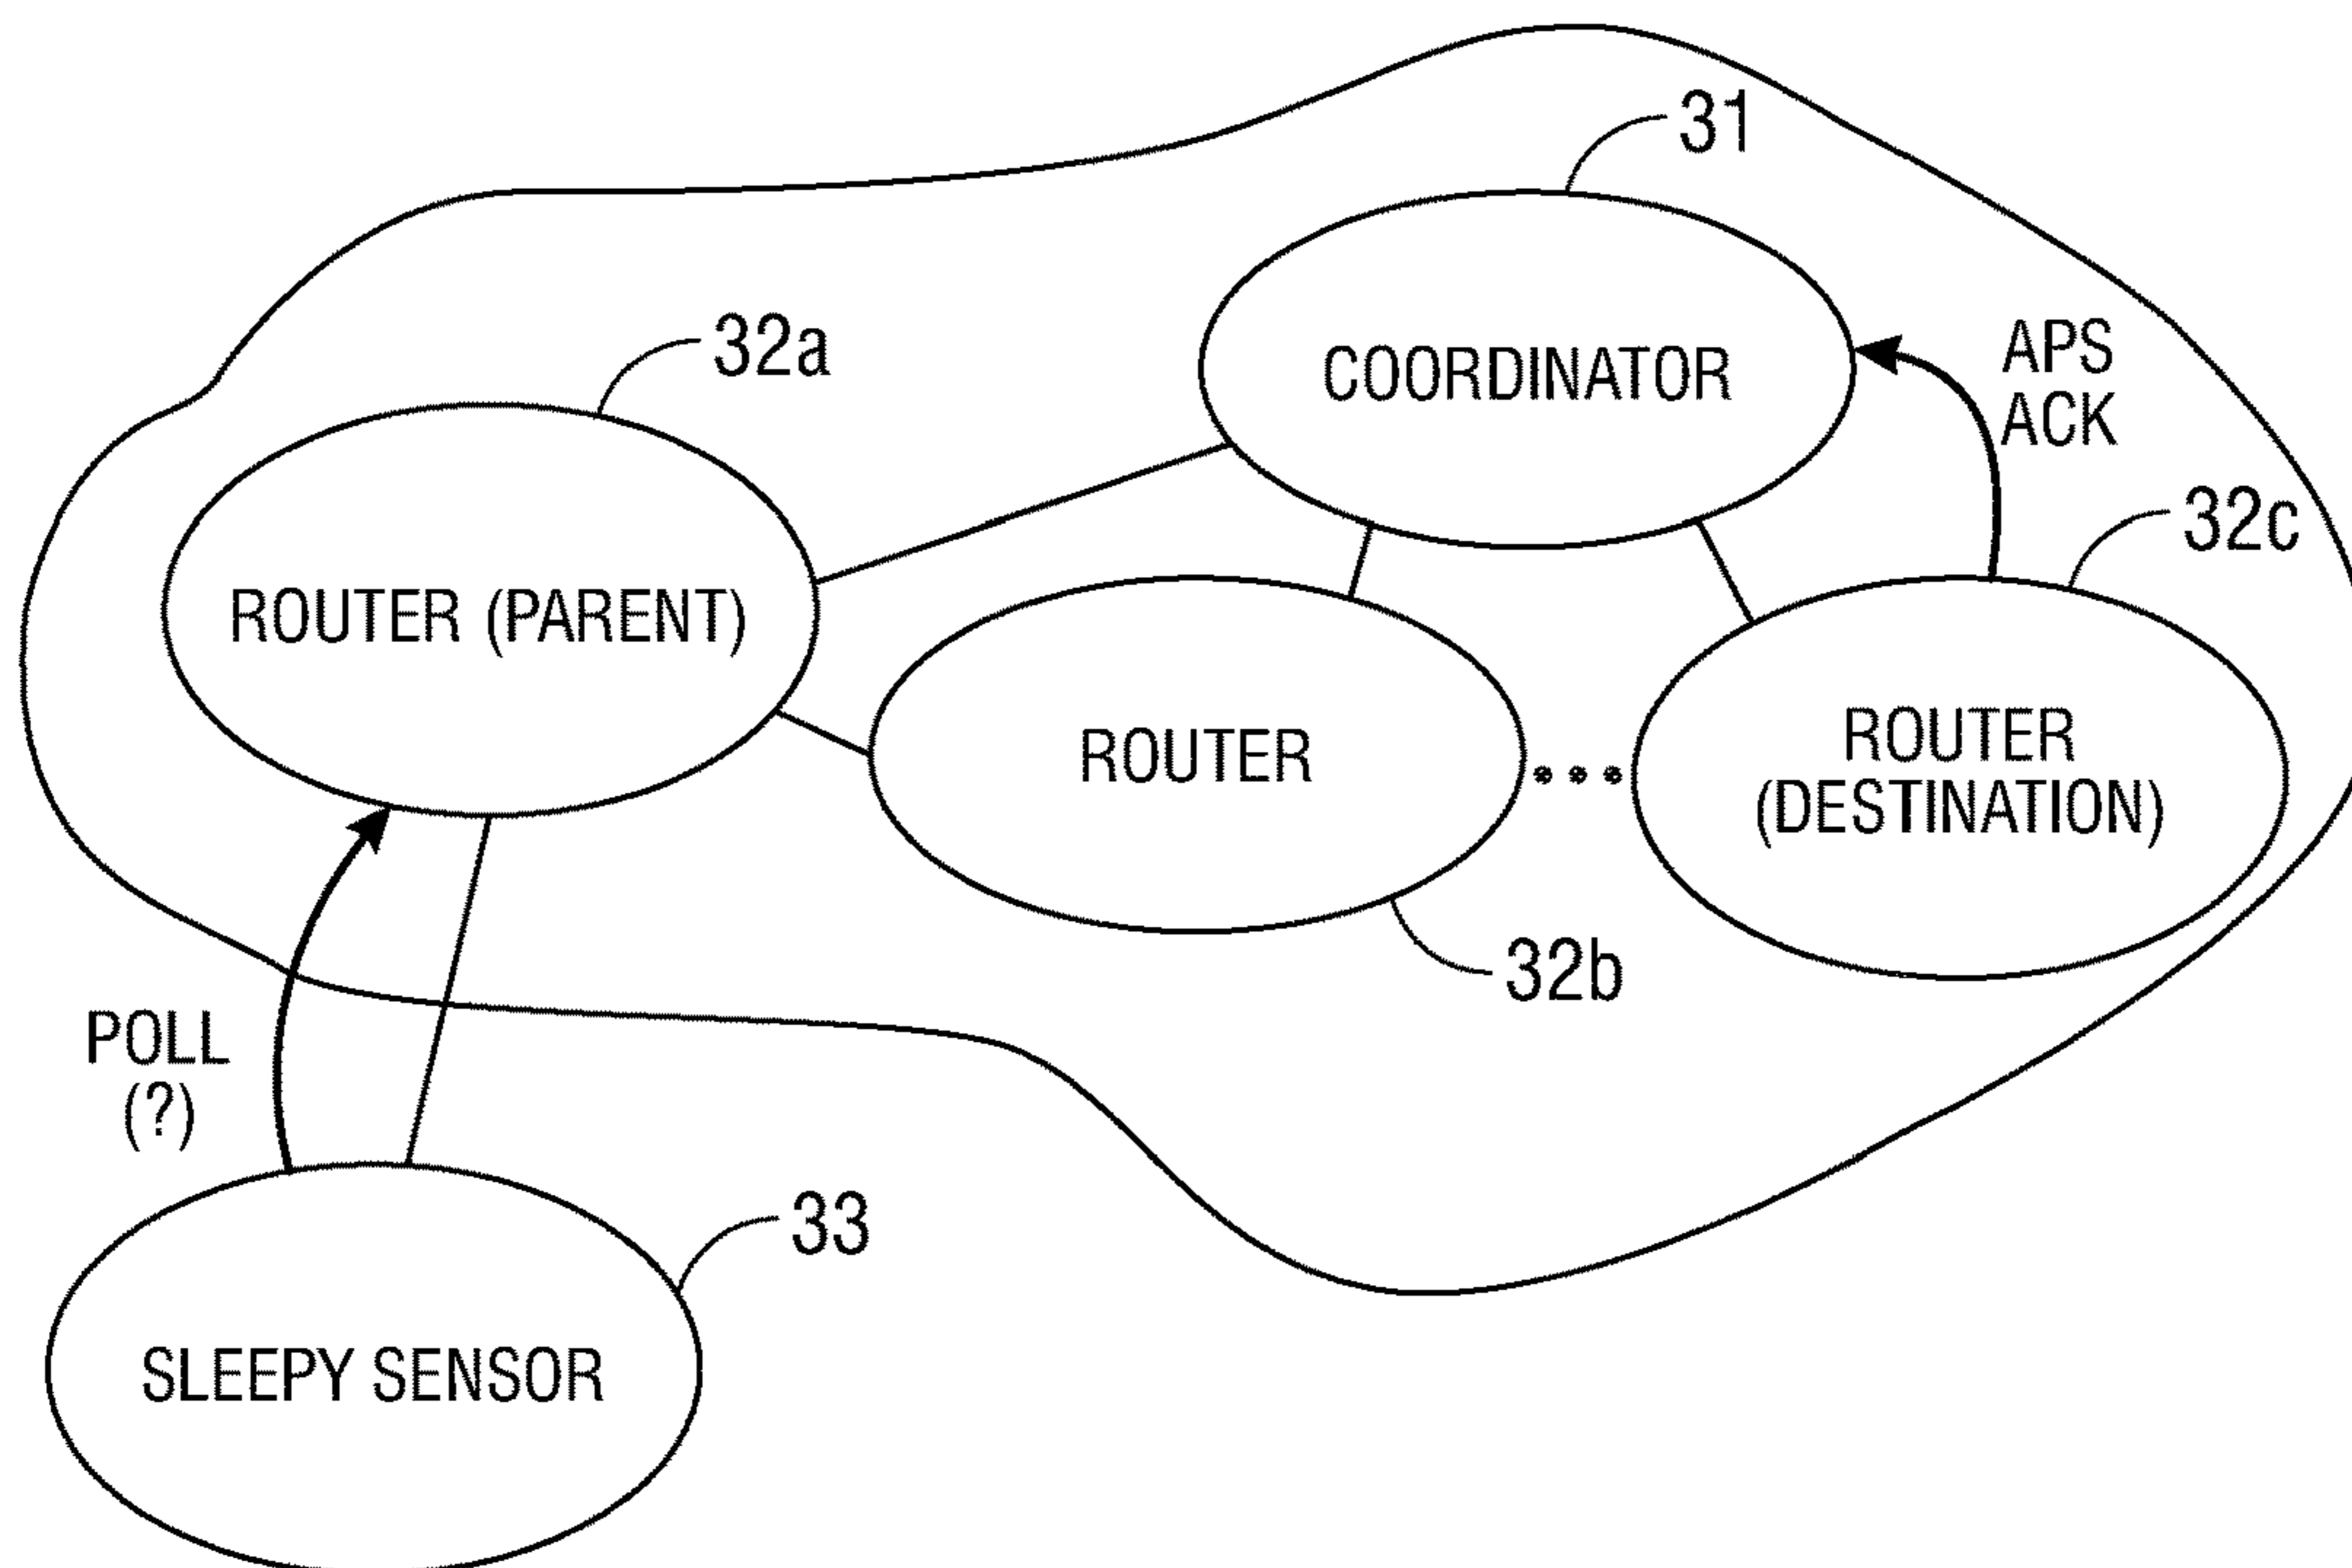 31
32a
COORDINATOR
APS
ACK
32c
ROUTER (PARENT)
ROUTER
ROUTER
(DESTINATION)
32b
POLL
(?)
33
SLEEPY SENSOR